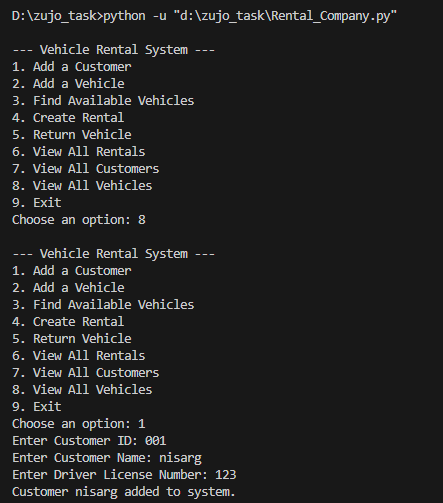 D:\zujo_task>python -u "d:\zujo_task\Rental_Company.py"
--- Vehicle Rental System ---
1. Add a Customer
2. Add a Vehicle
3. Find Available Vehicles
4. Create Rental
5. Return Vehicle
6. View All Rentals
7. View All Customers
8. View All Vehicles
9. Exit
Choose an option: 8
--- Vehicle Rental System ---
1. Add a Customer
2. Add a Vehicle
3. Find Available Vehicles
4. Create Rental
5. Return Vehicle
6. View All Rentals
7. View All Customers
8. View All Vehicles
9. Exit
Choose an option: 1
Enter Customer ID: 001
Enter Customer Name: nisarg
Enter Driver License Number: 123
Customer nisarg added to system.